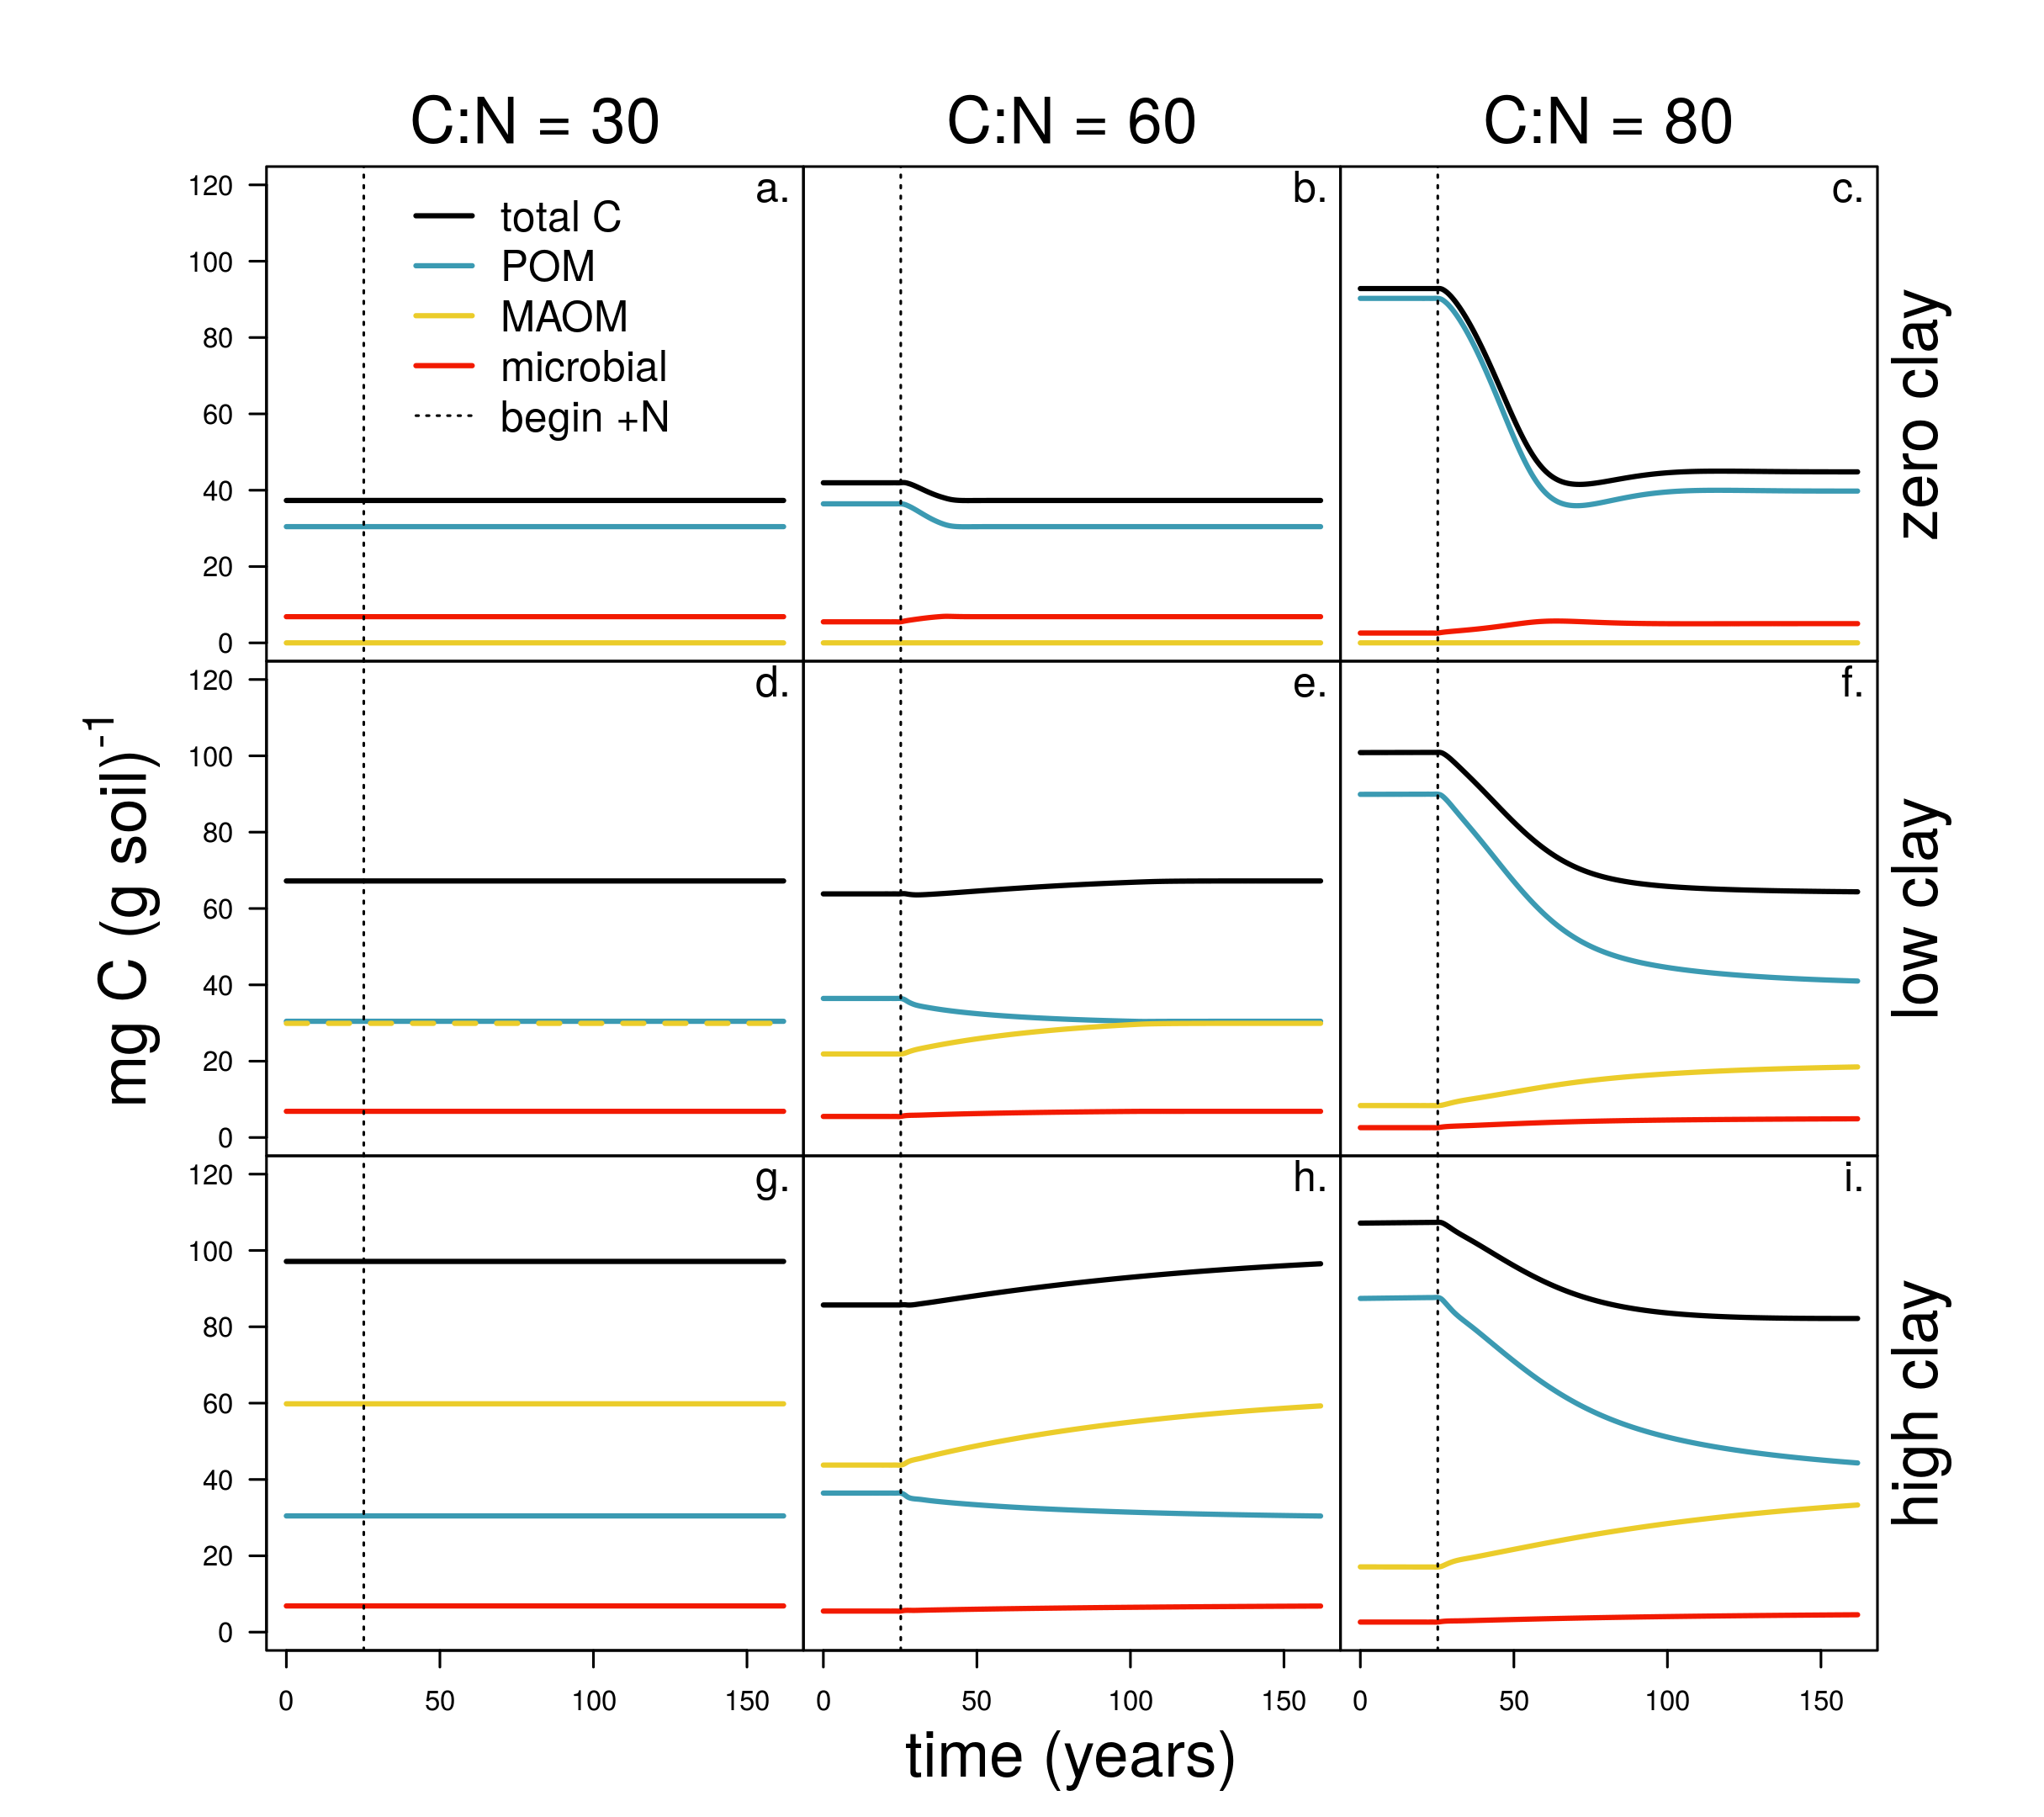 C:N = 30
C:N = 60
C:N = 80
a.
b.
c.
total C
POM
MAOM
microbial
begin +N
120
100
80
60
40
20
0
zero clay
d.
e.
f.
120
100
80
60
40
20
0
low clay
g.
h.
i.
120
100
80
60
40
20
0
high clay
mg C (g soil)⁻¹
0 50 100 150
0 50 100 150
0 50 100 150
time (years)